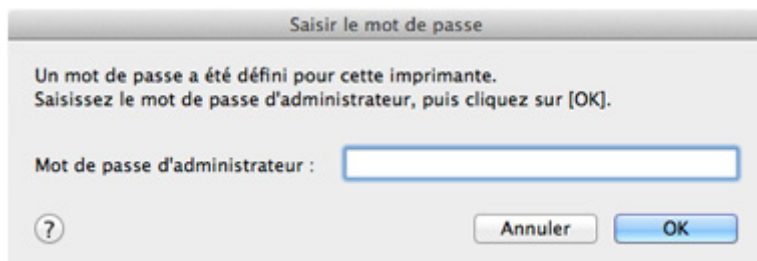 Saisir le mot de passe
Un mot de passe a été défini pour cette imprimante.
Saisissez le mot de passe d'administrateur, puis cliquez sur [OK].
Mot de passe d'administrateur :
?
Annuler
OK